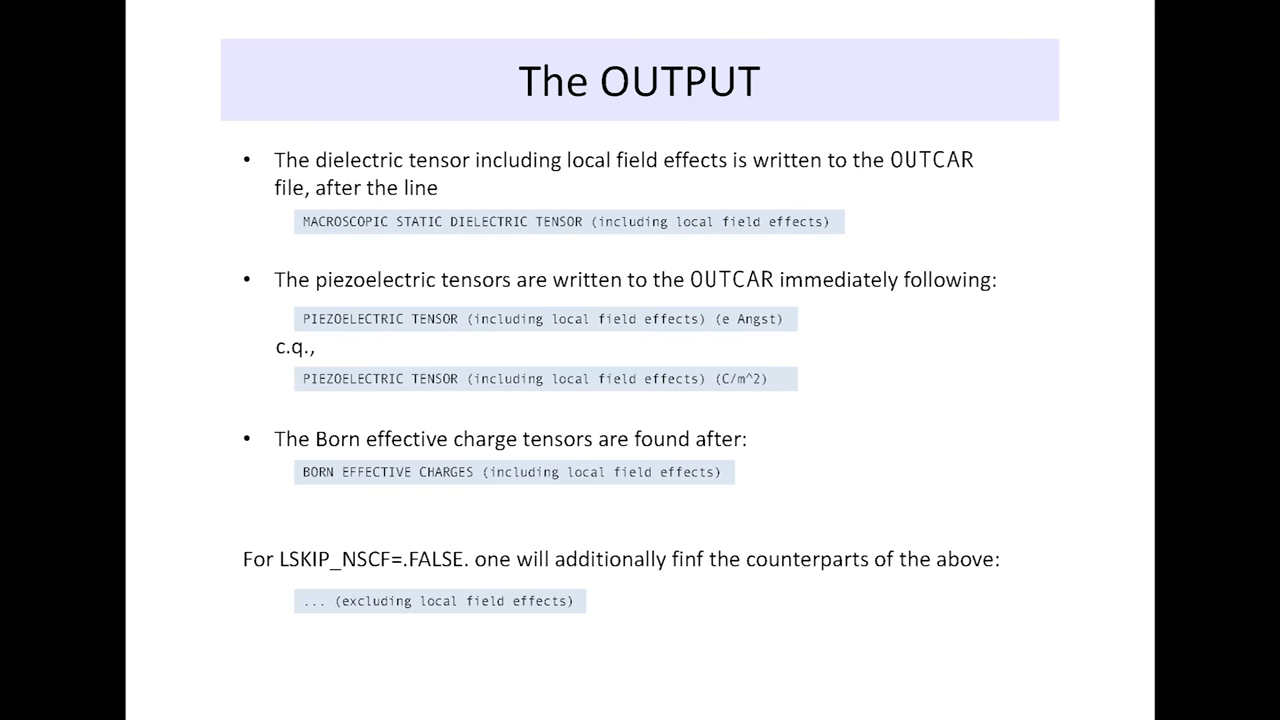 The OUTPUT
• The dielectric tensor including local field effects is written to the OUTCAR
file, after the line
MACROSCOPIC STATIC DIELECTRIC TENSOR (including local field effects)
• The piezoelectric tensors are written to the OUTCAR immediately following:
PIEZOELECTRIC TENSOR (including local field effects) (e Angst)
c.q.,
PIEZOELECTRIC TENSOR (including local field effects) (C/m^2)
• The Born effective charge tensors are found after:
BORN EFFECTIVE CHARGES (including local field effects)
For LSKIP_NSCF=.FALSE. one will additionally finf the counterparts of the above:
... (excluding local field effects)